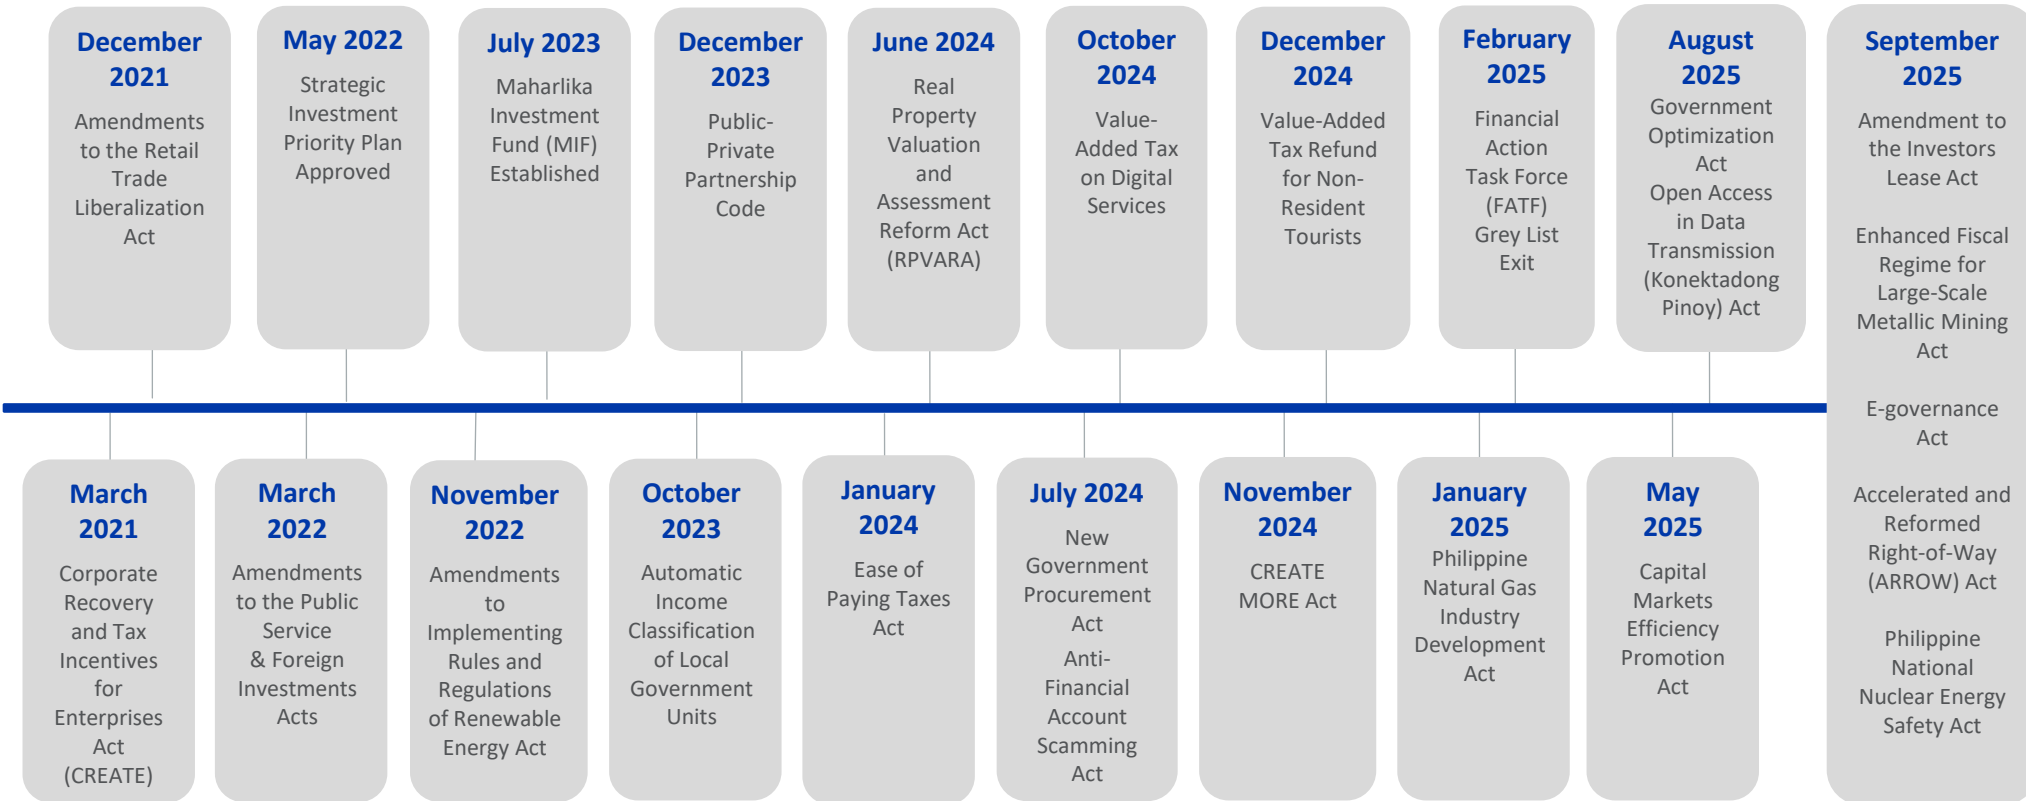 December
2021
Amendments
to the Retail
Trade
Liberalization
Act
May 2022
Strategic
Investment
Priority Plan
Approved
July 2023
Maharlika
Investment
Fund (MIF)
Established
December
2023
Public-
Private
Partnership
Code
June 2024
Real
Property
Valuation
and
Assessment
Reform Act
(RPVARA)
October
2024
Value-
Added Tax
on Digital
Services
December
2024
Value-Added
Tax Refund
for Non-
Resident
Tourists
February
2025
Financial
Action
Task Force
(FATF)
Grey List
Exit
August
2025
Government
Optimization
Act
Open Access
in Data
Transmission
(Konektadong
Pinoy) Act
September
2025
Amendment to
the Investors
Lease Act
Enhanced Fiscal
Regime for
Large-Scale
Metallic Mining
Act
E-governance
Act
Accelerated and
Reformed
Right-of-Way
(ARROW) Act
Philippine
National
Nuclear Energy
Safety Act
March
2021
Corporate
Recovery
and Tax
Incentives
for
Enterprises
Act
(CREATE)
March
2022
Amendments
to the Public
Service
& Foreign
Investments
Acts
November
2022
Amendments
to
Implementing
Rules and
Regulations
of Renewable
Energy Act
October
2023
Automatic
Income
Classification
of Local
Government
Units
January
2024
Ease of
Paying Taxes
Act
July 2024
New
Government
Procurement
Act
Anti-
Financial
Account
Scamming
Act
November
2024
CREATE
MORE Act
January
2025
Philippine
Natural Gas
Industry
Development
Act
May
2025
Capital
Markets
Efficiency
Promotion
Act